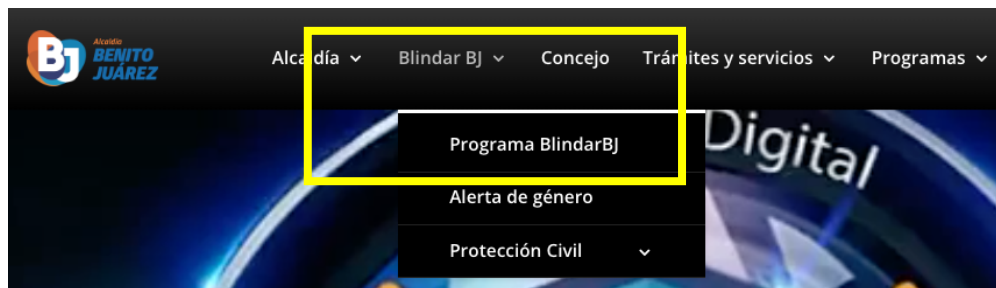 BJ
Alcaldía
BENITO
JUÁREZ
Alcaldía Blindar BJ Concejo Trámites y servicios Programas
Programa BlindarBJ
Alerta de género
Protección Civil
Digital